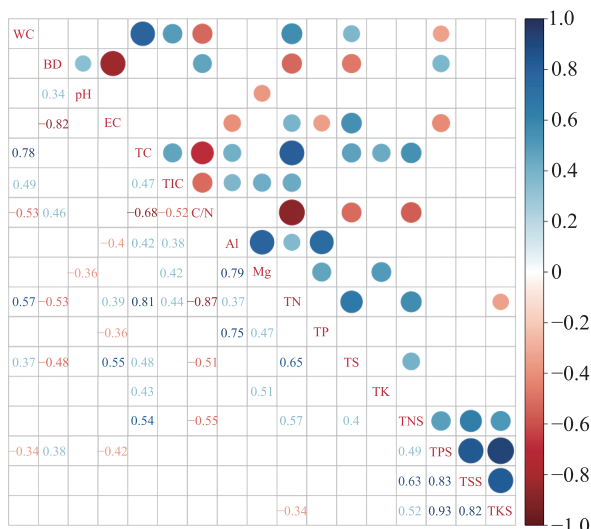 WC
BD
0.34 pH
−0.82 EC
0.78 TC
0.49 0.47 TIC
−0.53 0.46 −0.68 −0.52 C/N
−0.4 0.42 0.38 Al
−0.36 0.42 0.79 Mg
0.57 −0.53 0.39 0.81 0.44 −0.87 0.37 TN
−0.36 0.75 0.47 TP
0.37 −0.48 0.55 0.48 −0.51 0.65 TS
0.43 0.51 TK
0.54 −0.55 0.57 0.4 TNS
−0.34 0.38 −0.42 0.49 TPS
0.63 0.83 TSS
−0.34 0.52 0.93 0.82 TKS
1.0
0.8
0.6
0.4
0.2
0
−0.2
−0.4
−0.6
−0.8
−1.0